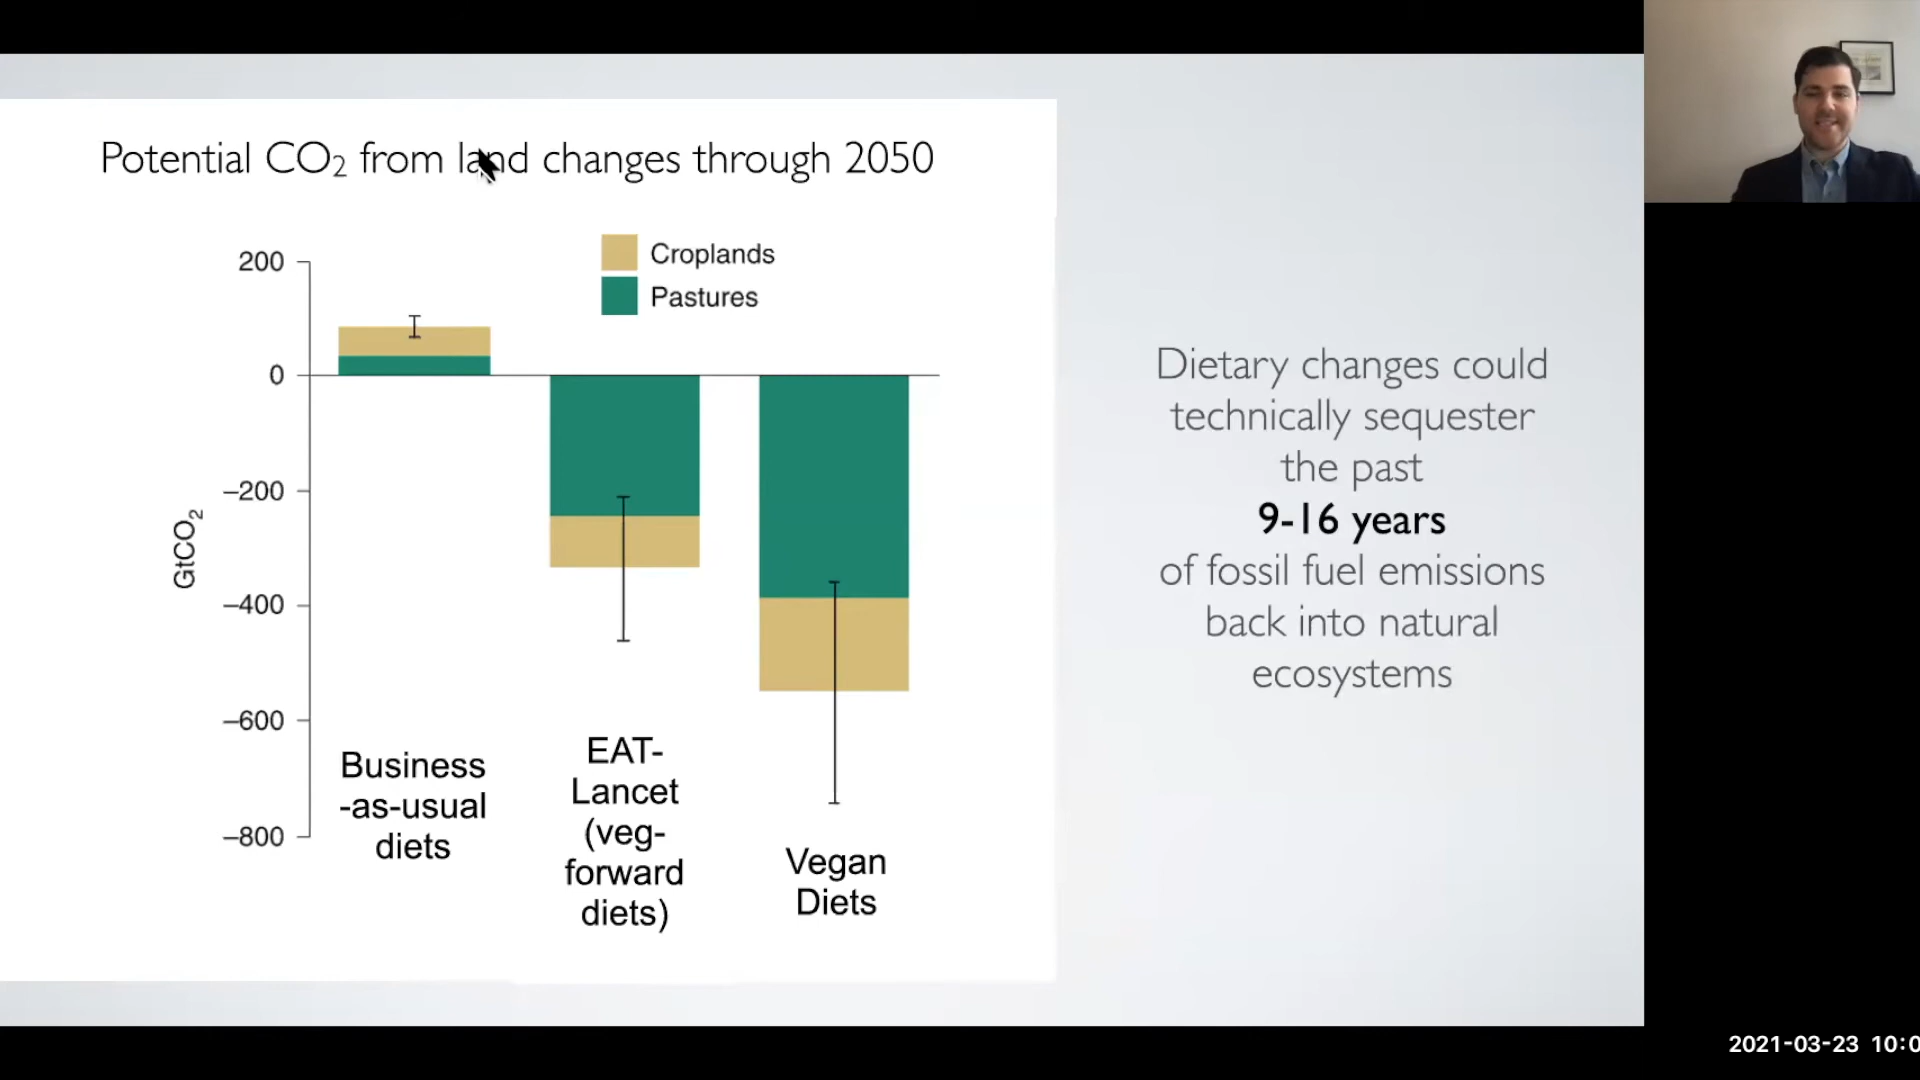 Potential CO₂ from land changes through 2050
200
0
–200
–400
–600
–800
GtCO₂
Croplands
Pastures
Business
-as-usual
diets
EAT-
Lancet
(veg-
forward
diets)
Vegan
Diets
Dietary changes could
technically sequester
the past
9-16 years
of fossil fuel emissions
back into natural
ecosystems
2021-03-23 10:0